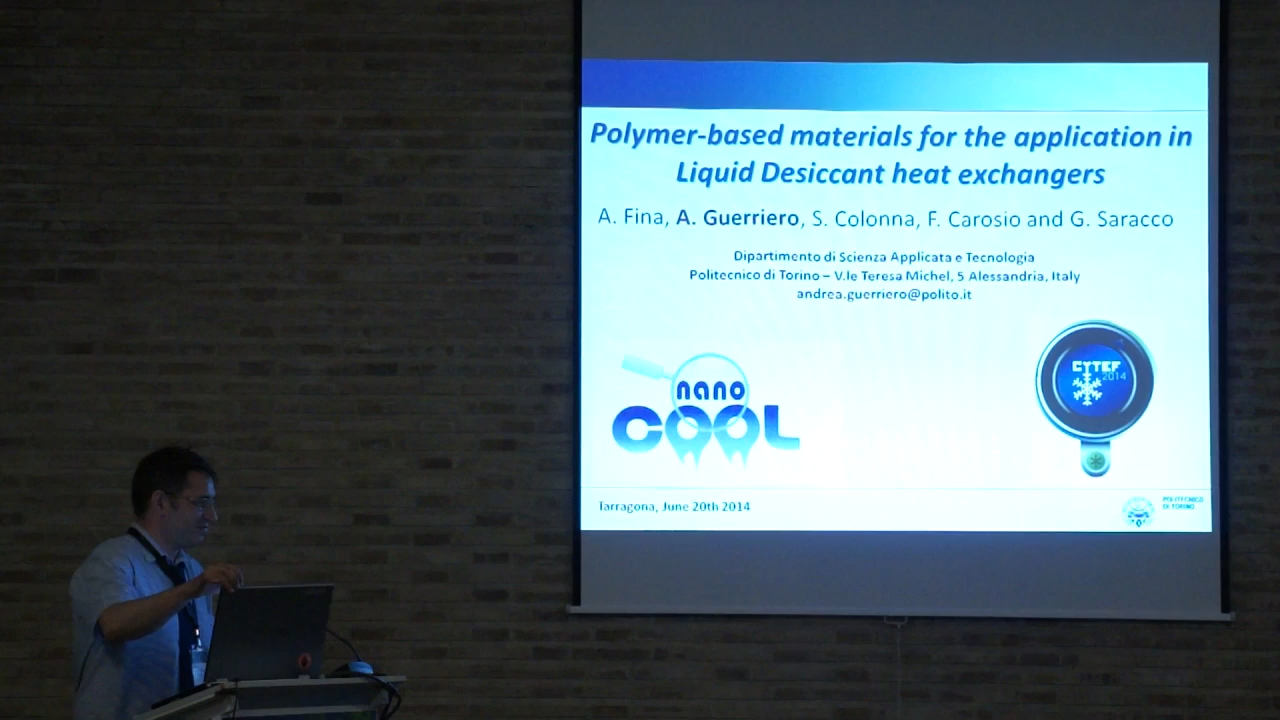 Polymer-based materials for the application in
Liquid Desiccant heat exchangers
A. Fina, A. Guerriero, S. Colonna, F. Carosio and G. Saracco
Dipartimento di Scienza Applicata e Tecnologia
Politecnico di Torino – V.le Teresa Michel, 5 Alessandria, Italy
andrea.guerriero@polito.it
nano
COOL
CYTEF
2014
Tarragona, June 20th 2014
POLITECNICO
DI TORINO